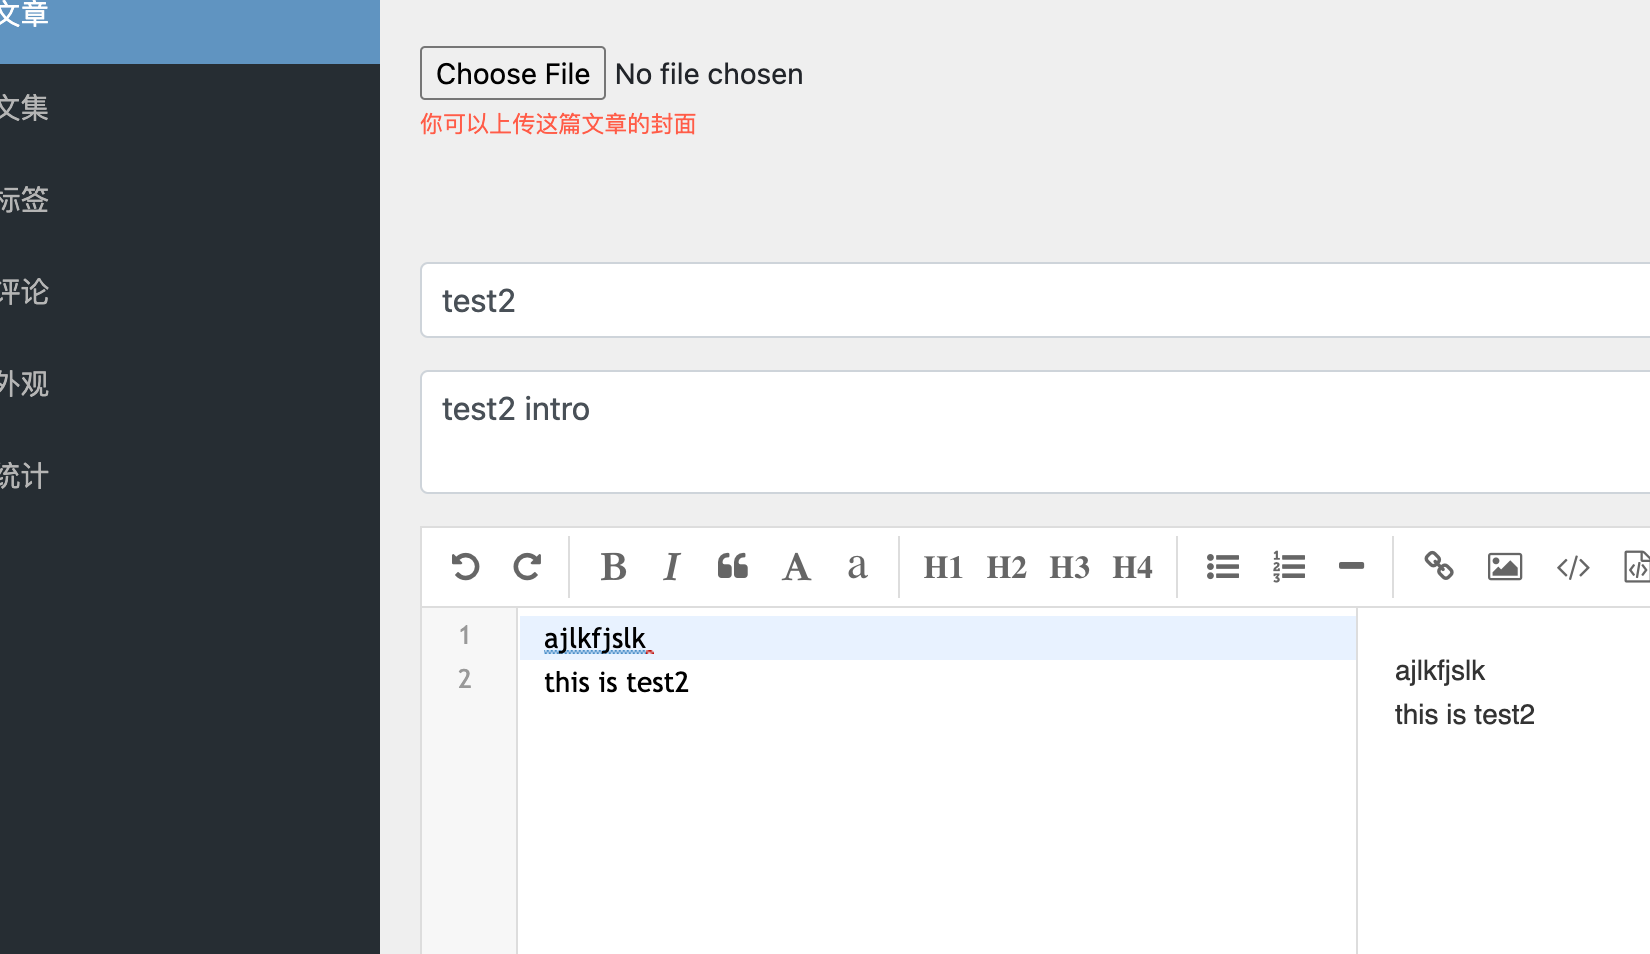 文章
文集
标签
评论
外观
统计
Choose File No file chosen
你可以上传这篇文章的封面
test2
test2 intro
B I A a H1 H2 H3 H4
1 ajlkfjslk
2 this is test2
ajlkfjslk
this is test2